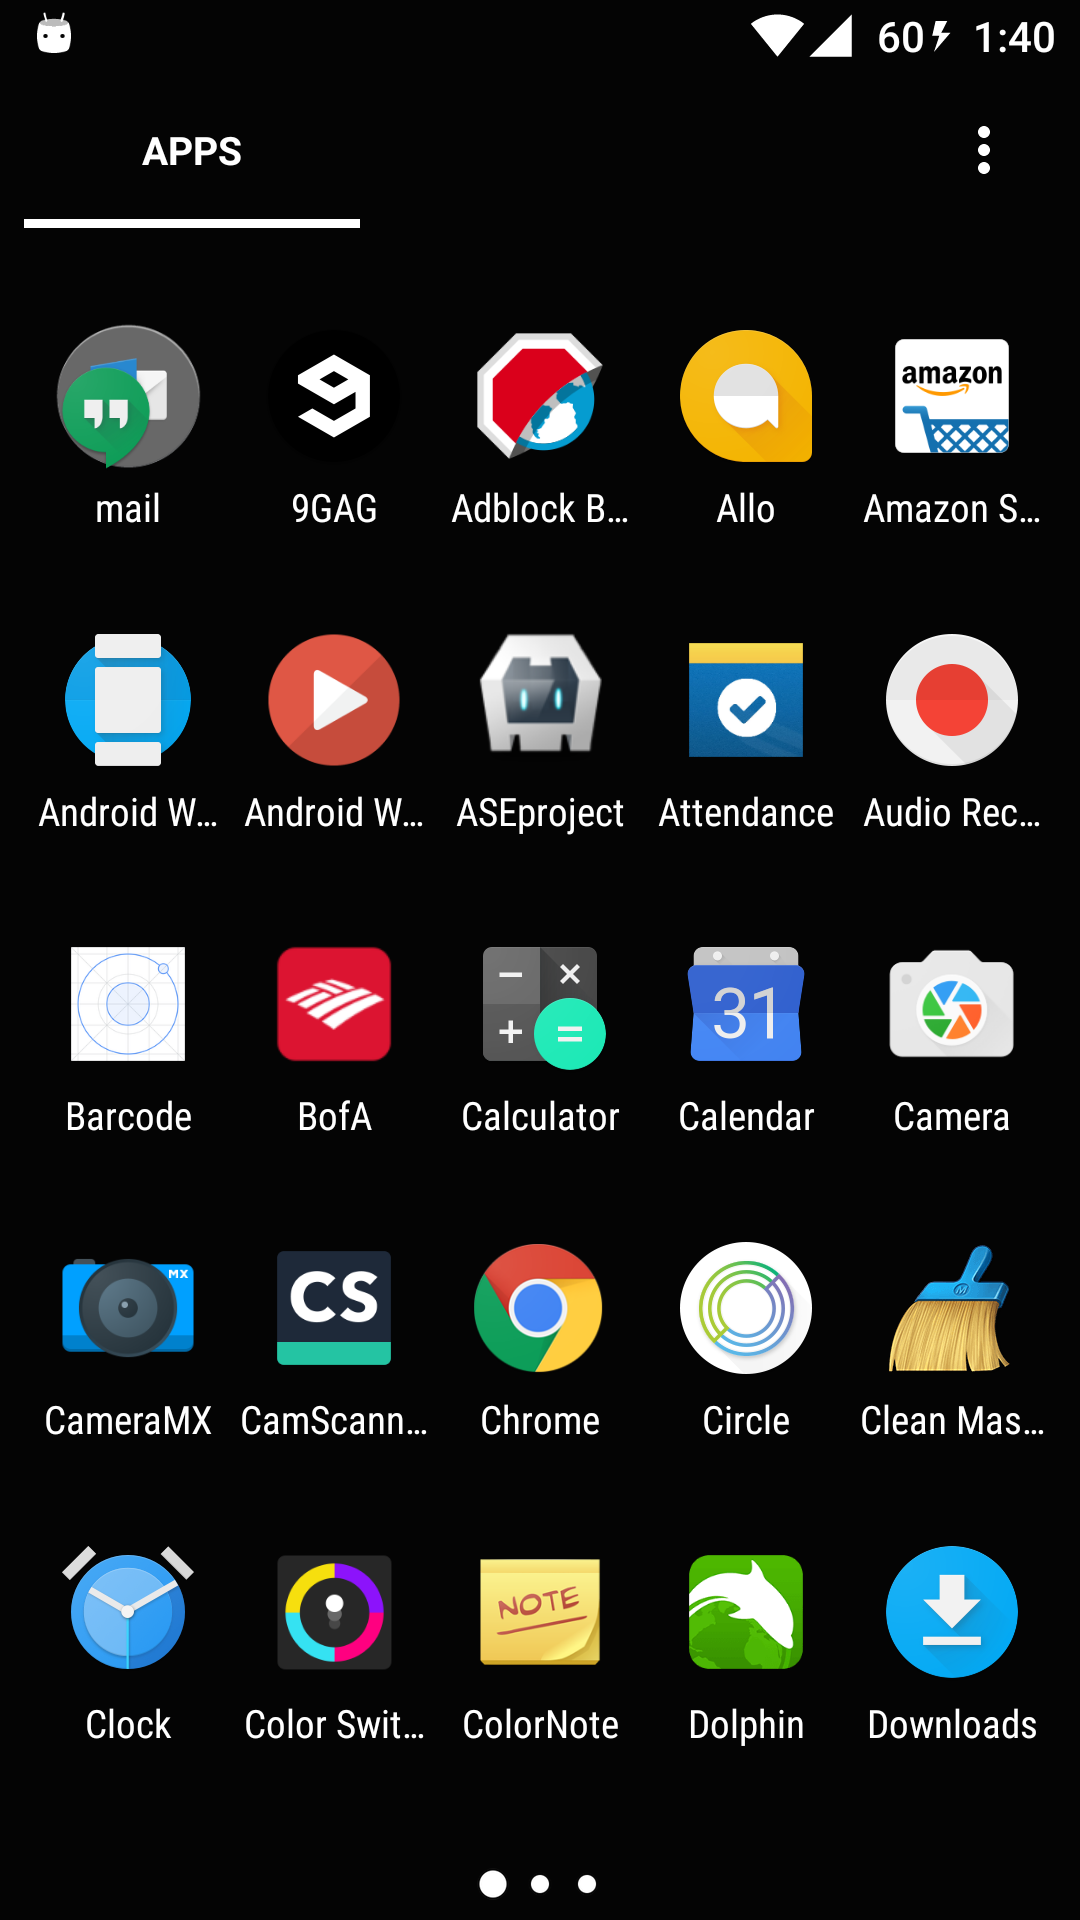 60 1:40
APPS
amazon
mail 9GAG Adblock B... Allo Amazon S...
Android W... Android W... ASEproject Attendance Audio Rec...
31
Barcode BofA Calculator Calendar Camera
MX CS
CameraMX CamScann... Chrome Circle Clean Mas...
NOTE
Clock Color Swit... ColorNote Dolphin Downloads